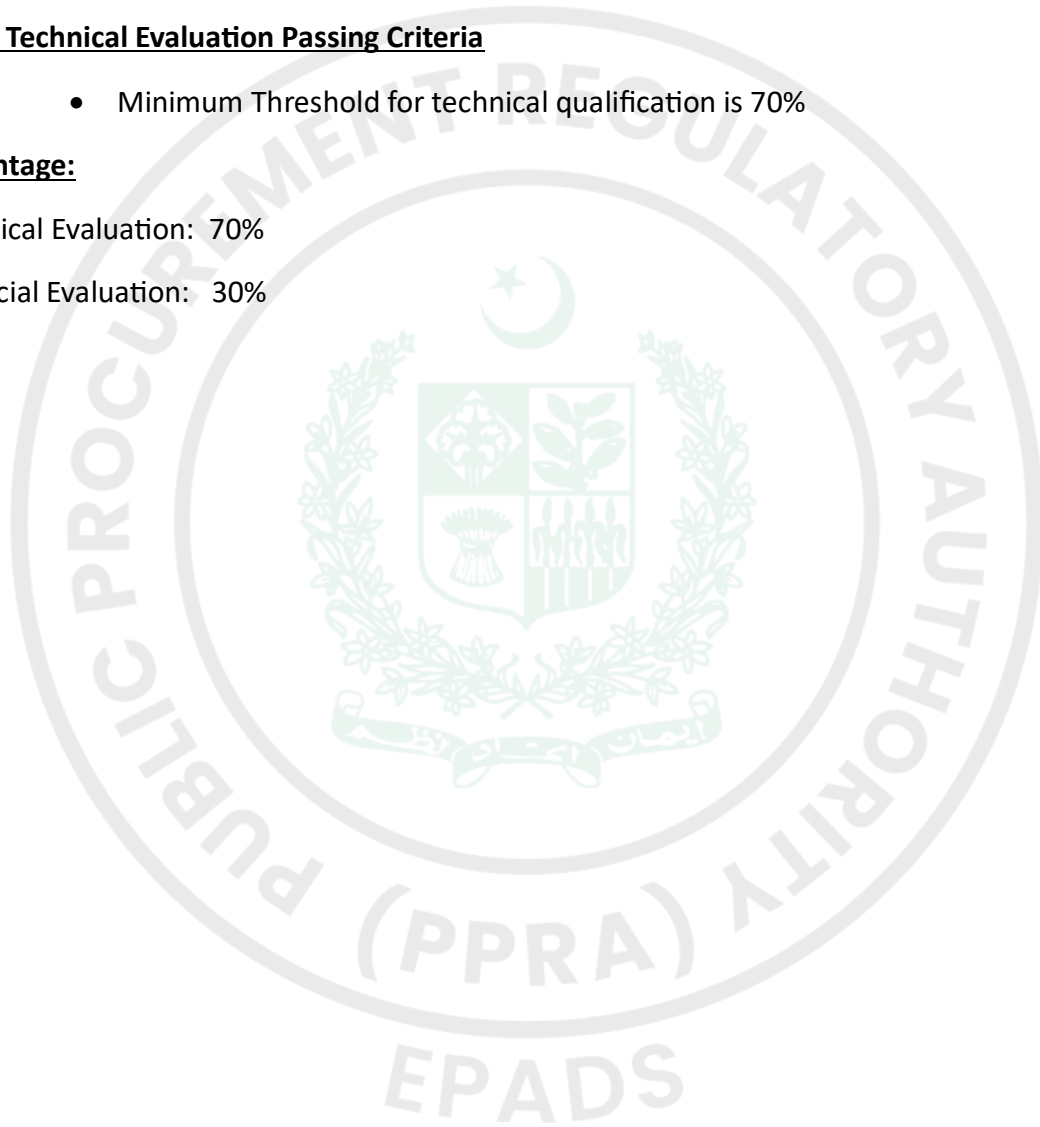 Technical Evaluation Passing Criteria
• Minimum Threshold for technical qualification is 70%
ntage:
ical Evaluation: 70%
cial Evaluation: 30%
PUBLIC PROCUREMENT REGULATORY AUTHORITY
(PPRA)
EPADS